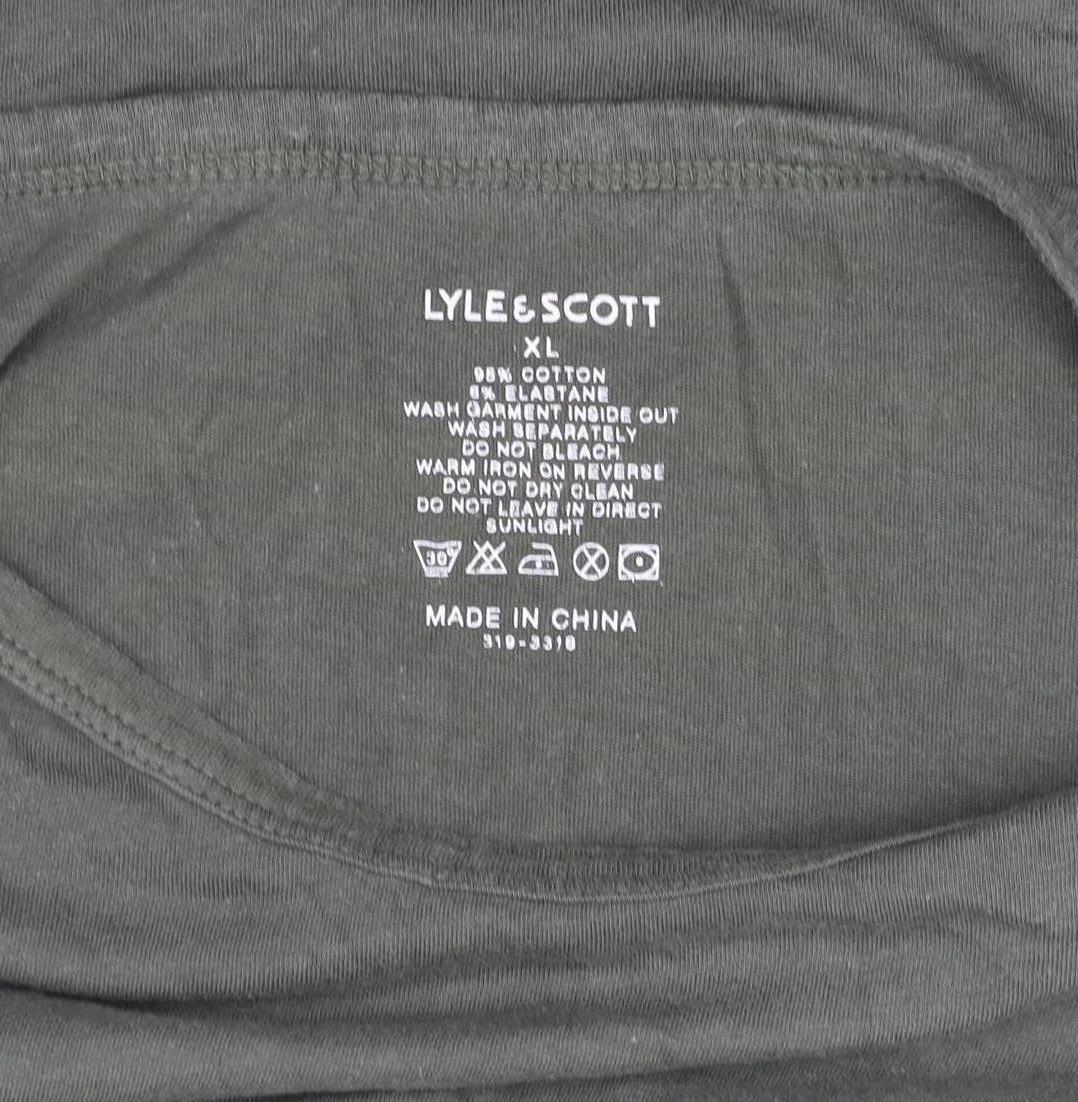 LYLE & SCOTT
XL
95% COTTON
5% ELASTANE
WASH GARMENT INSIDE OUT
WASH SEPARATELY
DO NOT BLEACH
WARM IRON ON REVERSE
DO NOT DRY CLEAN
DO NOT LEAVE IN DIRECT
SUNLIGHT
30°
MADE IN CHINA
319-3318